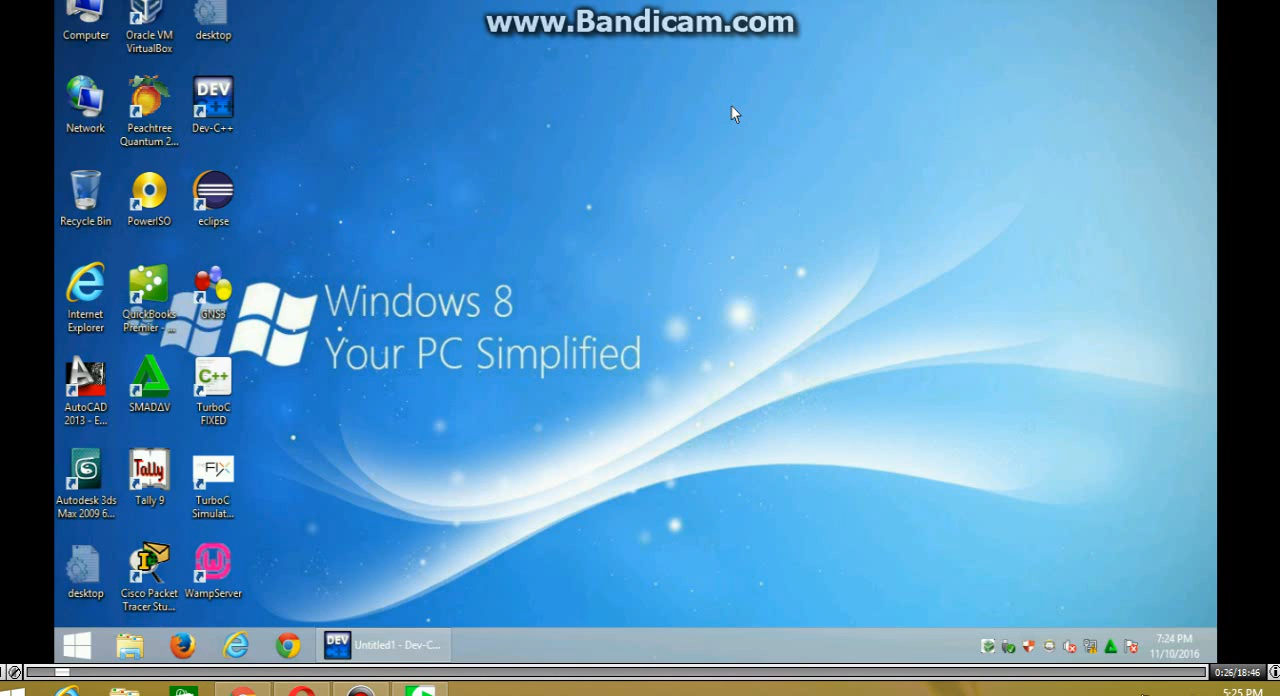 www.Bandicam.com
Computer
Oracle VM
VirtualBox
desktop
Network
Peachtree
Quantum 2...
DEV
C++
Dev-C++
Recycle Bin
PowerISO
eclipse
Internet
Explorer
QuickBooks
Premier - ...
GNS3
Windows 8
Your PC Simplified
AutoCAD
2013 - E...
SMADΔV
C++
TurboC
FIXED
Autodesk 3ds
Max 2009 6...
Tally
Tally 9
FIX
TurboC
Simulat...
desktop
Cisco Packet
Tracer Stu...
WampServer
DEV
Untitled1 - Dev-C...
7:24 PM
11/10/2016
0:26/18:46
5:25 PM